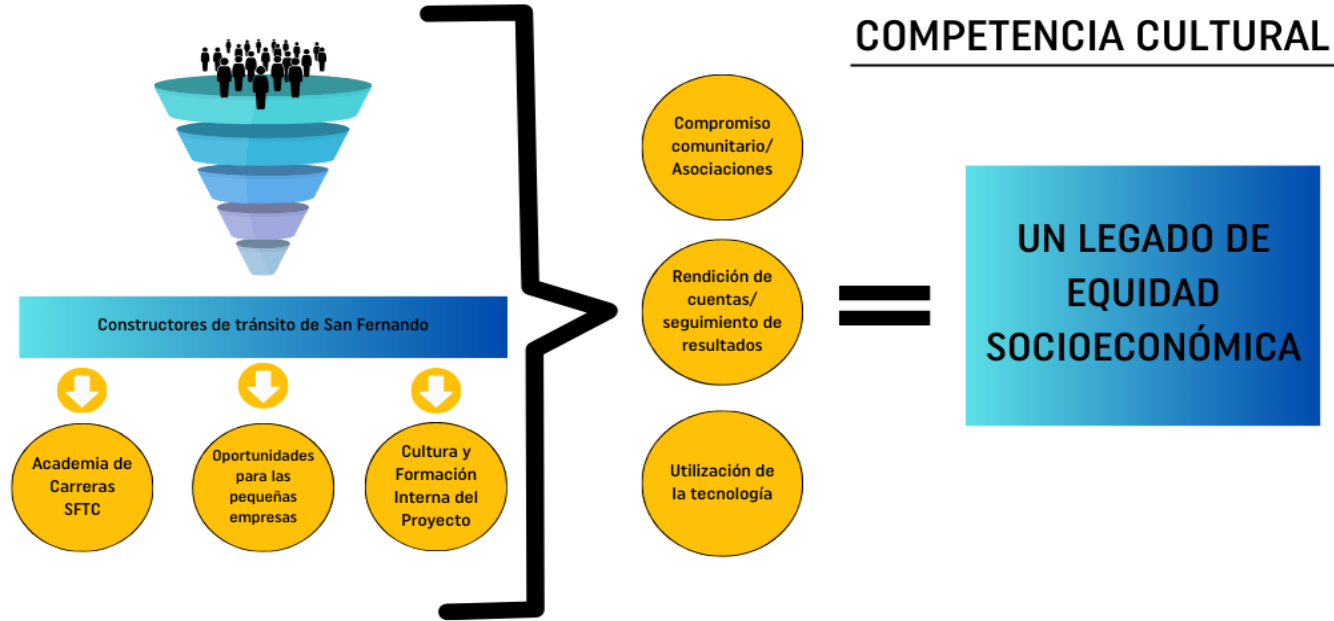 COMPETENCIA CULTURAL
Constructores de tránsito de San Fernando
Academia de
Carreras
SFTC
Oportunidades
para las
pequeñas
empresas
Cultura y
Formación
Interna del
Proyecto
Compromiso
comunitario/
Asociaciones
Rendición de
cuentas/
seguimiento de
resultados
Utilización de
la tecnología
=
UN LEGADO DE
EQUIDAD
SOCIOECONÓMICA